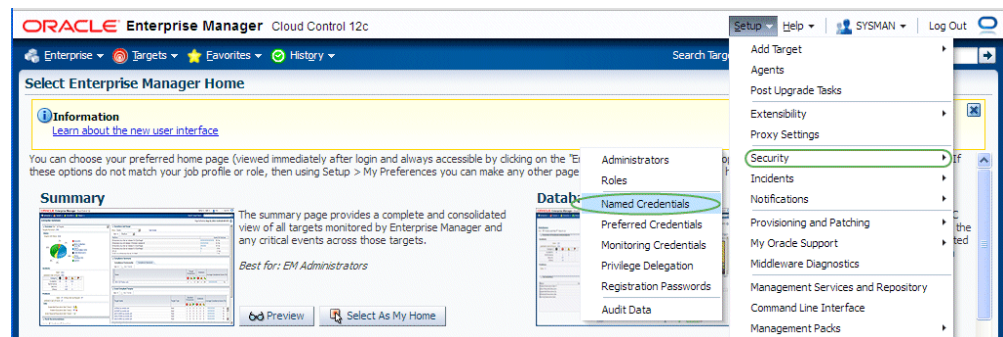 ORACLE Enterprise Manager Cloud Control 12c
Setup Help SYSMAN Log Out
Enterprise Targets Favorites History Search Targ
Select Enterprise Manager Home
Information
Learn about the new user interface
You can choose your preferred home page (viewed immediately after login and always accessible by clicking on the "E
If
these options do not match your job profile or role, then using Setup > My Preferences you can make any other page
Summary
The summary page provides a complete and consolidated
view of all targets monitored by Enterprise Manager and
any critical events across those targets.
Best for: EM Administrators
Preview Select As My Home
Datab
the
ted
Administrators
Roles
Named Credentials
Preferred Credentials
Monitoring Credentials
Privilege Delegation
Registration Passwords
Audit Data
Add Target
Agents
Post Upgrade Tasks
Extensibility
Proxy Settings
Security
Incidents
Notifications
Provisioning and Patching
My Oracle Support
Middleware Diagnostics
Management Services and Repository
Command Line Interface
Management Packs